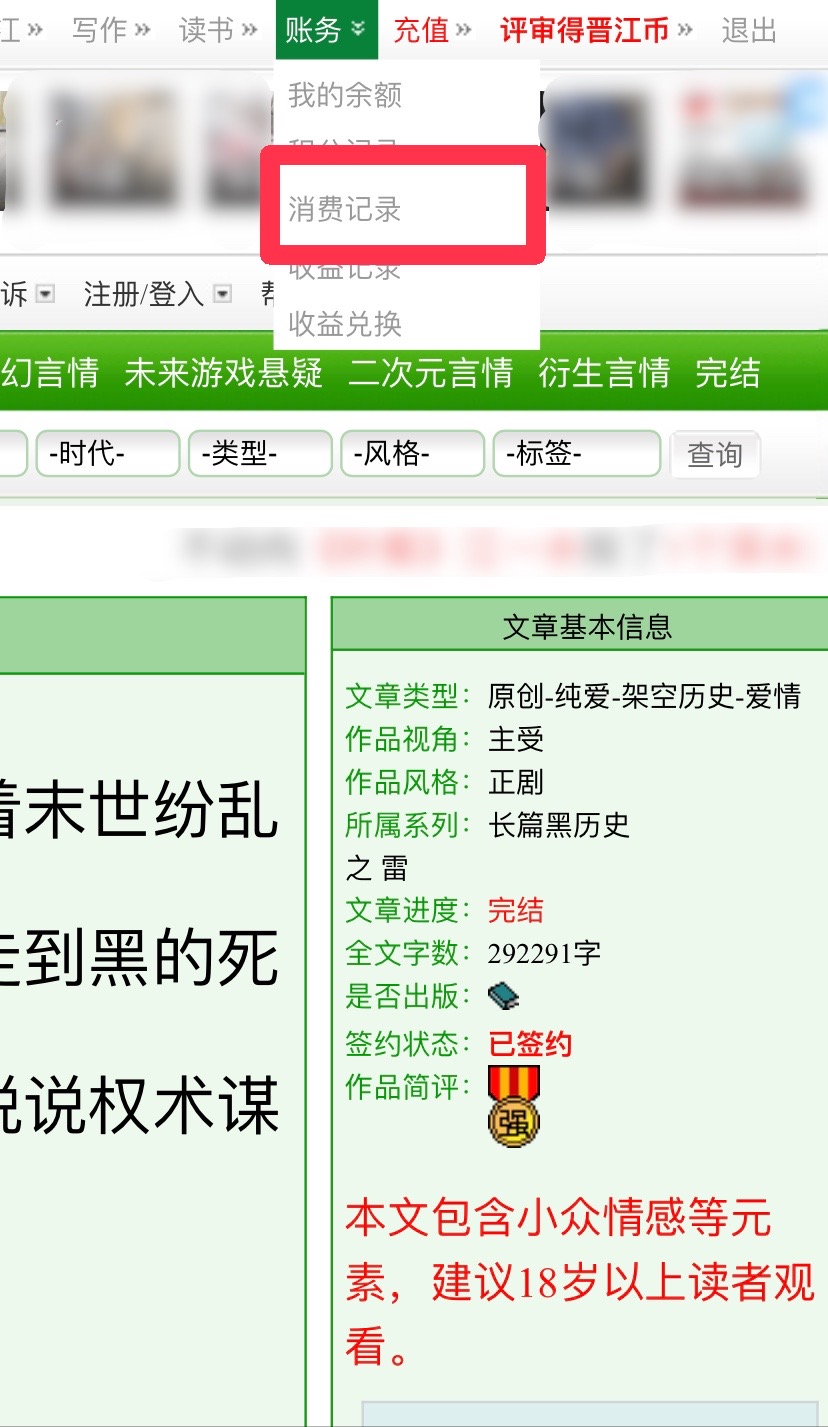 江 写作 读书 账务 充值 评审得晋江币 退出
我的余额
积分记录
消费记录
收益记录
收益兑换
诉 注册/登入 帮
幻言情 未来游戏悬疑 二次元言情 衍生言情 完结
-时代- -类型- -风格- -标签- 查询
着末世纷乱
走到黑的死
说说权术谋
文章基本信息
文章类型：原创-纯爱-架空历史-爱情
作品视角：主受
作品风格：正剧
所属系列：长篇黑历史
之 雷
文章进度：完结
全文字数：292291字
是否出版：
签约状态：已签约
作品简评：
强
本文包含小众情感等元
素，建议18岁以上读者观
看。